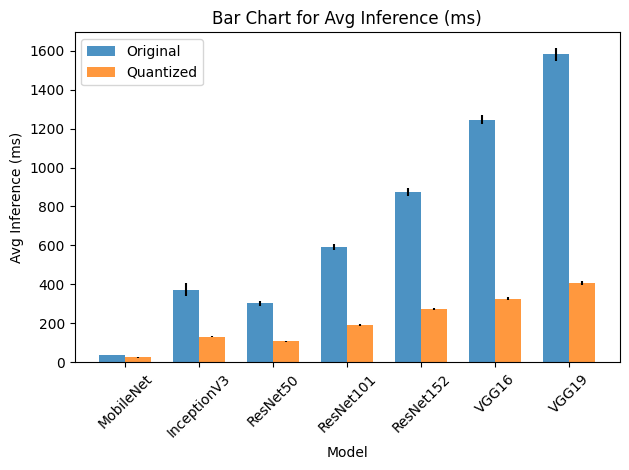 Bar Chart for Avg Inference (ms)
Original
Quantized
Avg Inference (ms)
1600
1400
1200
1000
800
600
400
200
0
MobileNet
InceptionV3
ResNet50
ResNet101
ResNet152
VGG16
VGG19
Model